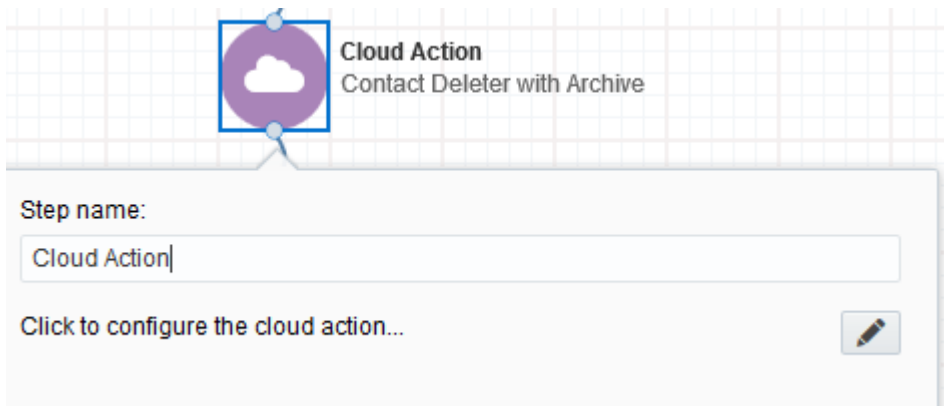 Cloud Action
Contact Deleter with Archive
Step name:
Cloud Action
Click to configure the cloud action...